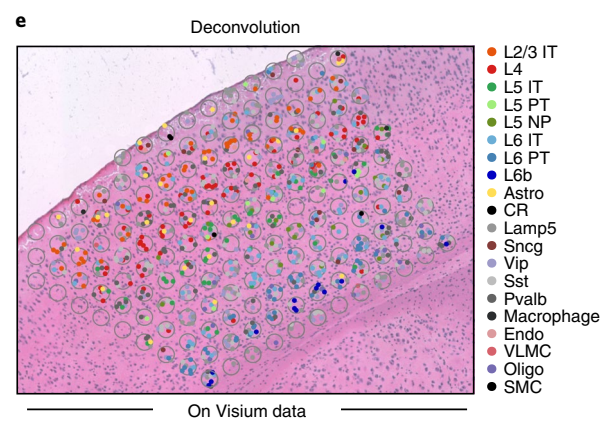 e
Deconvolution
L2/3 IT
L4
L5 IT
L5 PT
L5 NP
L6 IT
L6 PT
L6b
Astro
CR
Lamp5
Sncg
Vip
Sst
Pvalb
Macrophage
Endo
VLMC
Oligo
SMC
On Visium data